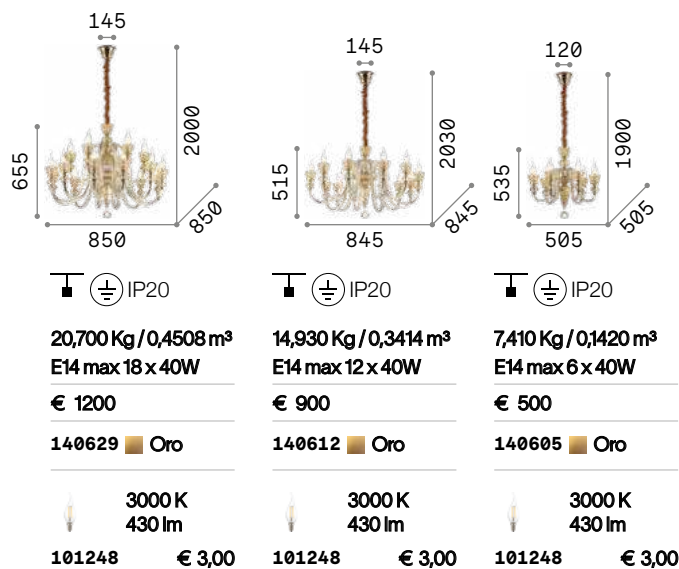 145
2000
655
850
850
IP20
20,700 Kg / 0,4508 m³
E14 max 18 x 40W
€ 1200
140629 Oro
3000 K
430 lm
101248 € 3,00
145
2030
515
845
845
IP20
14,930 Kg / 0,3414 m³
E14 max 12 x 40W
€ 900
140612 Oro
3000 K
430 lm
101248 € 3,00
120
1900
535
505
505
IP20
7,410 Kg / 0,1420 m³
E14 max 6 x 40W
€ 500
140605 Oro
3000 K
430 lm
101248 € 3,00